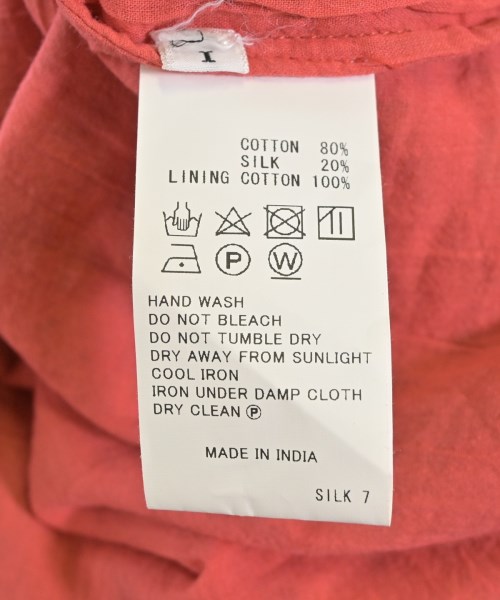 I
COTTON 80%
SILK 20%
LINING COTTON 100%
P W
HAND WASH
DO NOT BLEACH
DO NOT TUMBLE DRY
DRY AWAY FROM SUNLIGHT
COOL IRON
IRON UNDER DAMP CLOTH
DRY CLEAN Ⓟ
MADE IN INDIA
SILK 7